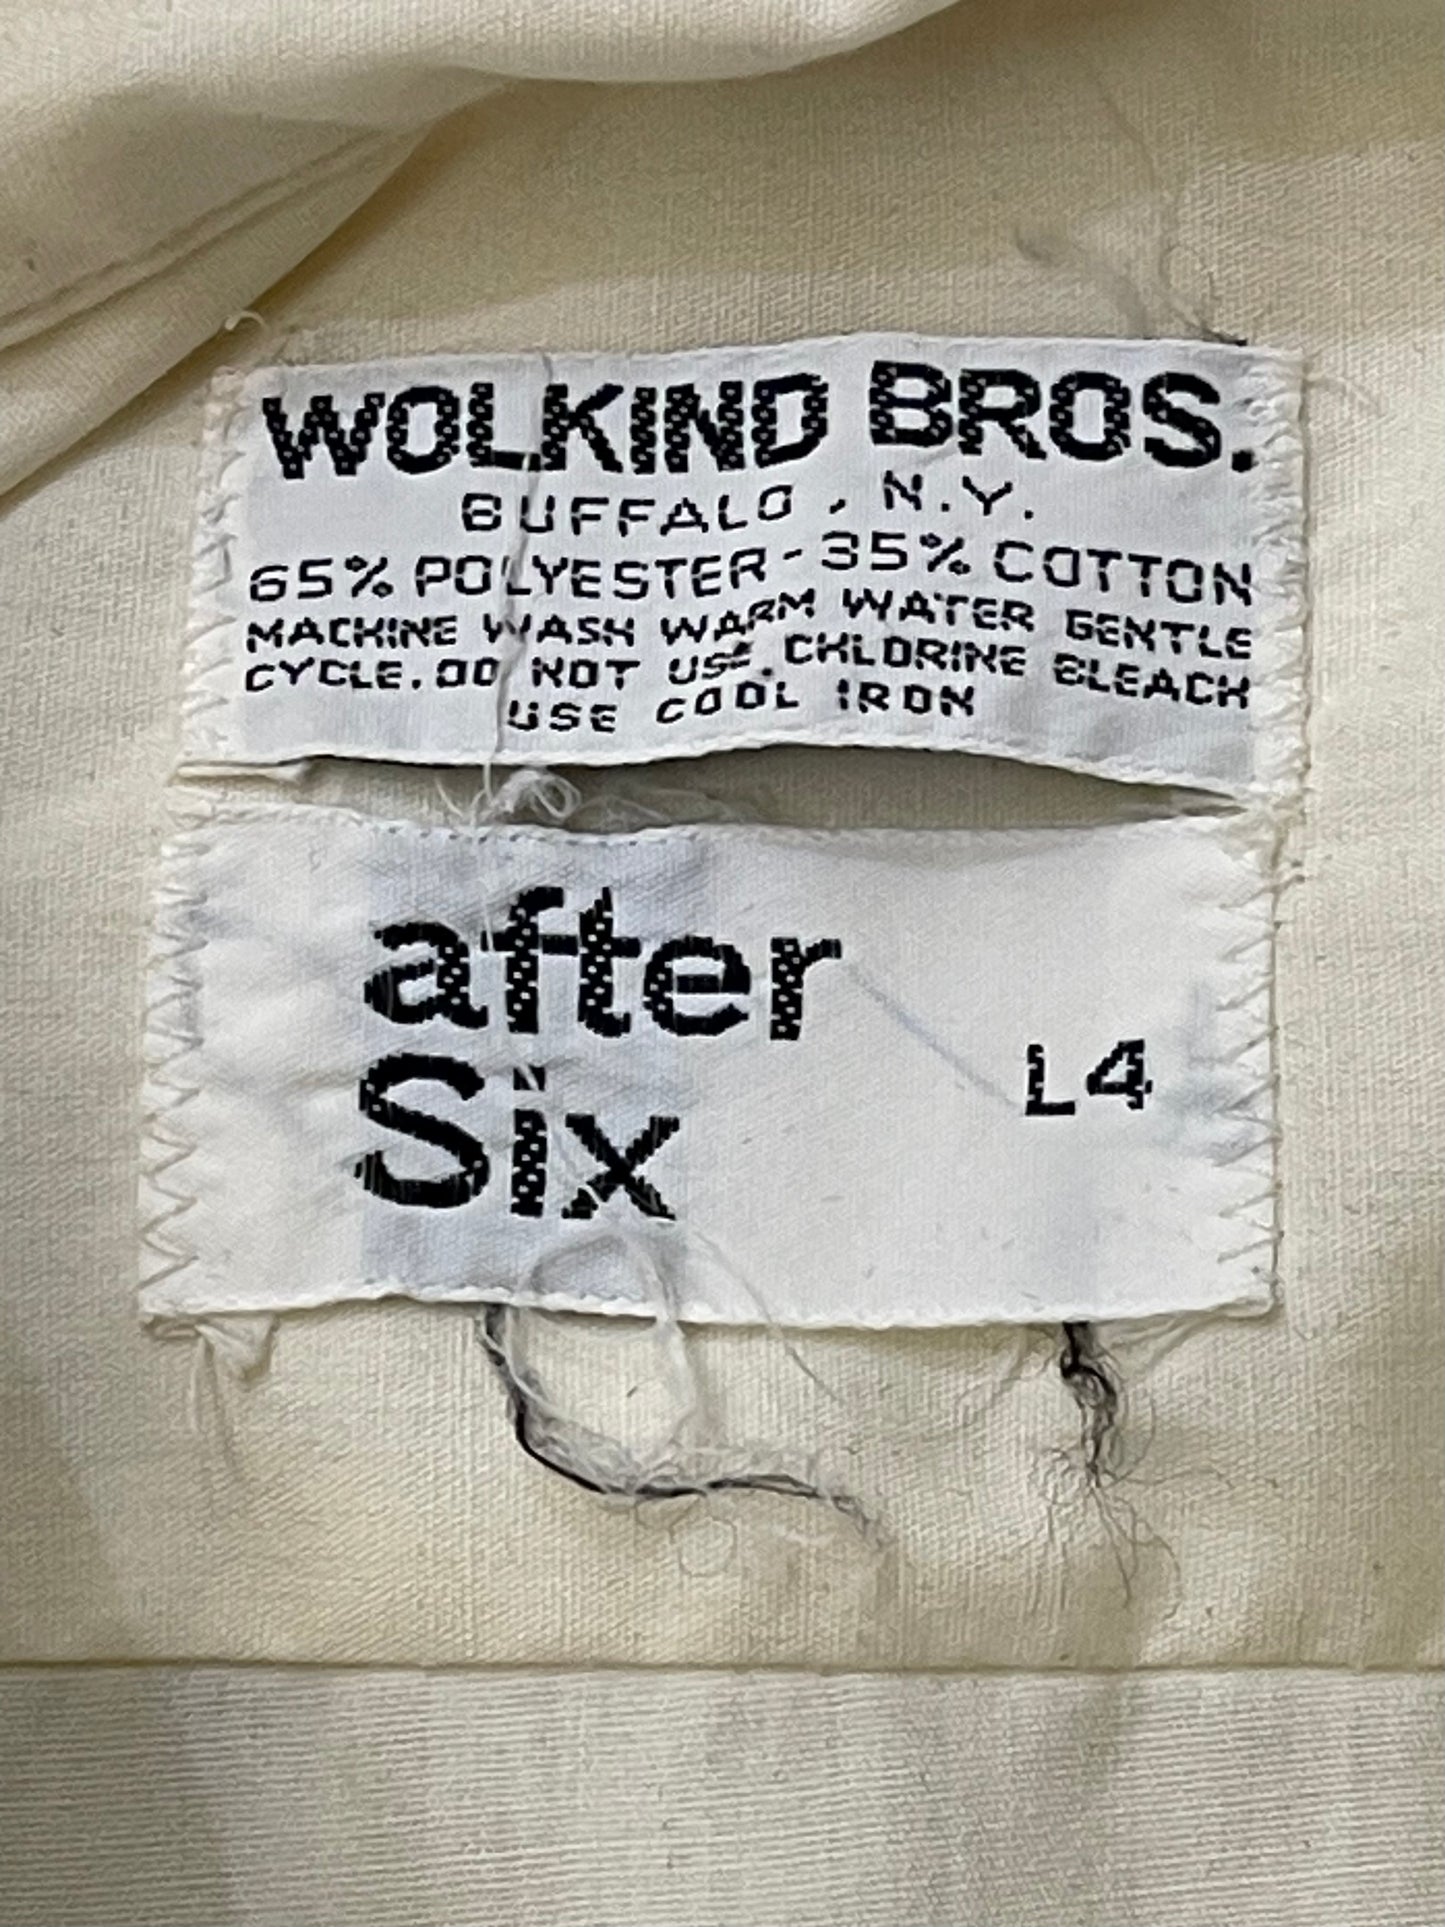 WOLKIND BROS.
BUFFALO, N.Y.
65% POLYESTER-35% COTTON
MACHINE WASH WARM WATER GENTLE
CYCLE. DO NOT USE. CHLORINE BLEACH
USE COOL IRON
after
Six
L4